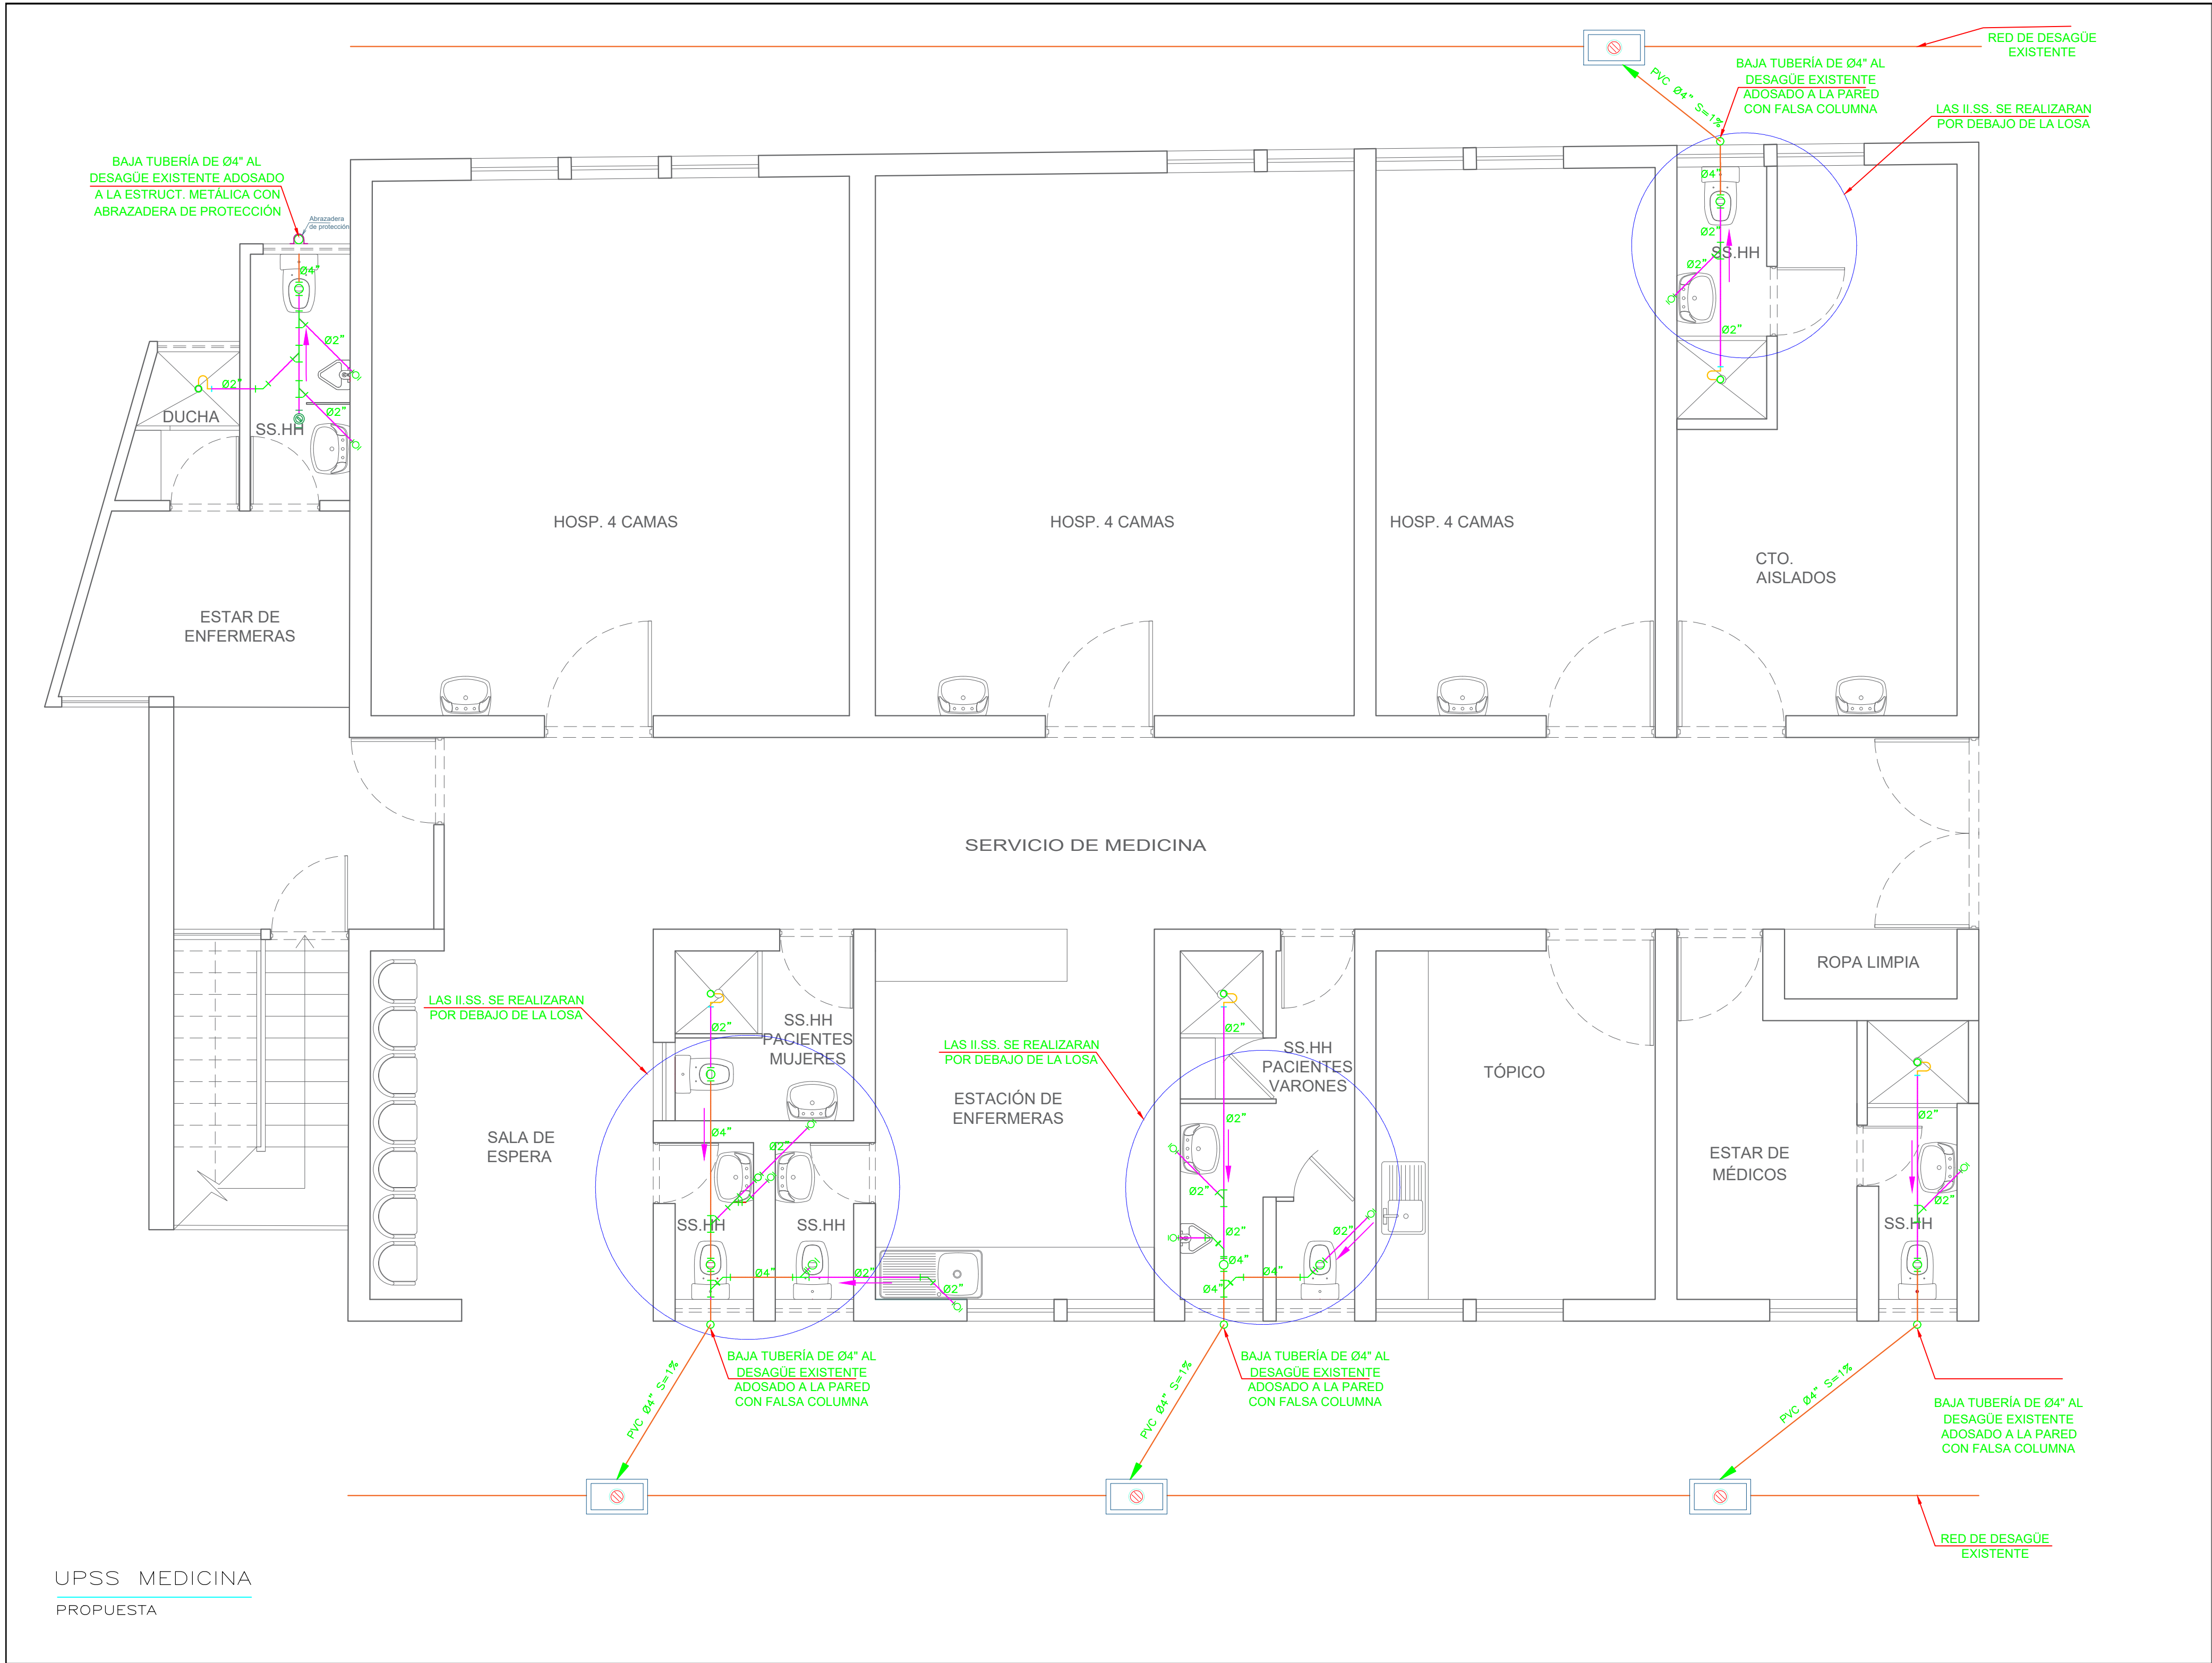 RED DE DESAGÜE
EXISTENTE
BAJA TUBERÍA DE Ø4" AL
DESAGÜE EXISTENTE
ADOSADO A LA PARED
CON FALSA COLUMNA
PVC Ø4" S=1%
LAS II.SS. SE REALIZARAN
POR DEBAJO DE LA LOSA
BAJA TUBERÍA DE Ø4" AL
DESAGÜE EXISTENTE ADOSADO
A LA ESTRUCT. METÁLICA CON
ABRAZADERA DE PROTECCIÓN
Abrazadera
de protección
Ø4"
Ø2"
SS.HH
Ø2"
Ø2"
Ø4"
Ø2"
Ø2"
DUCHA
Ø2"
SS.HH
HOSP. 4 CAMAS
HOSP. 4 CAMAS
HOSP. 4 CAMAS
CTO.
AISLADOS
ESTAR DE
ENFERMERAS
SERVICIO DE MEDICINA
ROPA LIMPIA
LAS II.SS. SE REALIZARAN
POR DEBAJO DE LA LOSA
Ø2"
SS.HH
PACIENTES
MUJERES
LAS II.SS. SE REALIZARAN
POR DEBAJO DE LA LOSA
Ø2"
SS.HH
PACIENTES
VARONES
TÓPICO
ESTACIÓN DE
ENFERMERAS
SALA DE
ESPERA
Ø4"
Ø2"
Ø2"
Ø2"
ESTAR DE
MÉDICOS
Ø2"
Ø2"
SS.HH
SS.HH
SS.HH
Ø2"
Ø2"
Ø4"
Ø4"
Ø2"
Ø2"
Ø4"
Ø4"
BAJA TUBERÍA DE Ø4" AL
DESAGÜE EXISTENTE
ADOSADO A LA PARED
CON FALSA COLUMNA
PVC Ø4" S=1%
BAJA TUBERÍA DE Ø4" AL
DESAGÜE EXISTENTE
ADOSADO A LA PARED
CON FALSA COLUMNA
PVC Ø4" S=1%
PVC Ø4" S=1%
BAJA TUBERÍA DE Ø4" AL
DESAGÜE EXISTENTE
ADOSADO A LA PARED
CON FALSA COLUMNA
RED DE DESAGÜE
EXISTENTE
UPSS MEDICINA
PROPUESTA